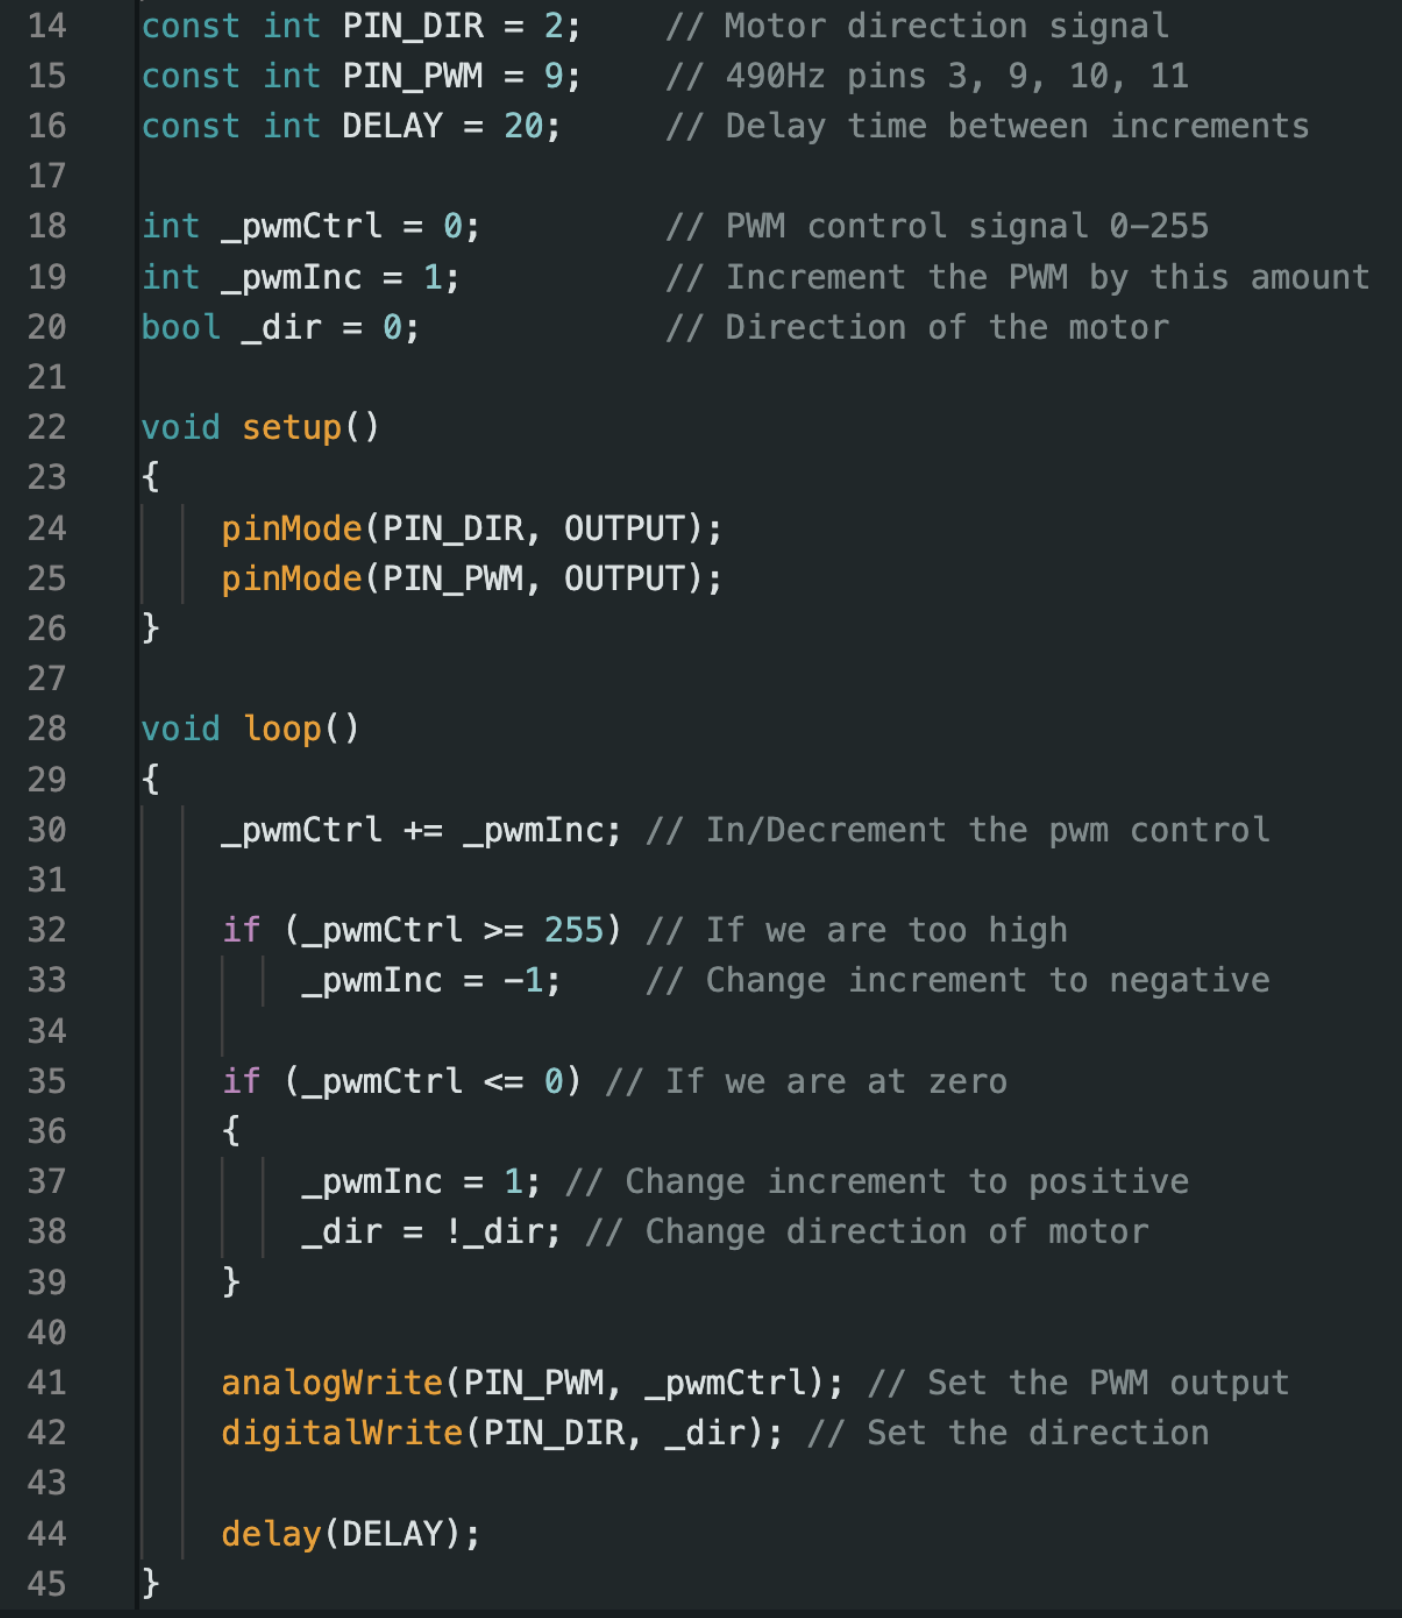 14 const int PIN_DIR = 2;    // Motor direction signal
15 const int PIN_PWM = 9;    // 490Hz pins 3, 9, 10, 11
16 const int DELAY = 20;     // Delay time between increments
17
18 int _pwmCtrl = 0;         // PWM control signal 0-255
19 int _pwmInc = 1;          // Increment the PWM by this amount
20 bool _dir = 0;            // Direction of the motor
21
22 void setup()
23 {
24     pinMode(PIN_DIR, OUTPUT);
25     pinMode(PIN_PWM, OUTPUT);
26 }
27
28 void loop()
29 {
30     _pwmCtrl += _pwmInc; // In/Decrement the pwm control
31
32     if (_pwmCtrl >= 255) // If we are too high
33         _pwmInc = -1;    // Change increment to negative
34
35     if (_pwmCtrl <= 0) // If we are at zero
36     {
37         _pwmInc = 1; // Change increment to positive
38         _dir = !_dir; // Change direction of motor
39     }
40
41     analogWrite(PIN_PWM, _pwmCtrl); // Set the PWM output
42     digitalWrite(PIN_DIR, _dir); // Set the direction
43
44     delay(DELAY);
45 }